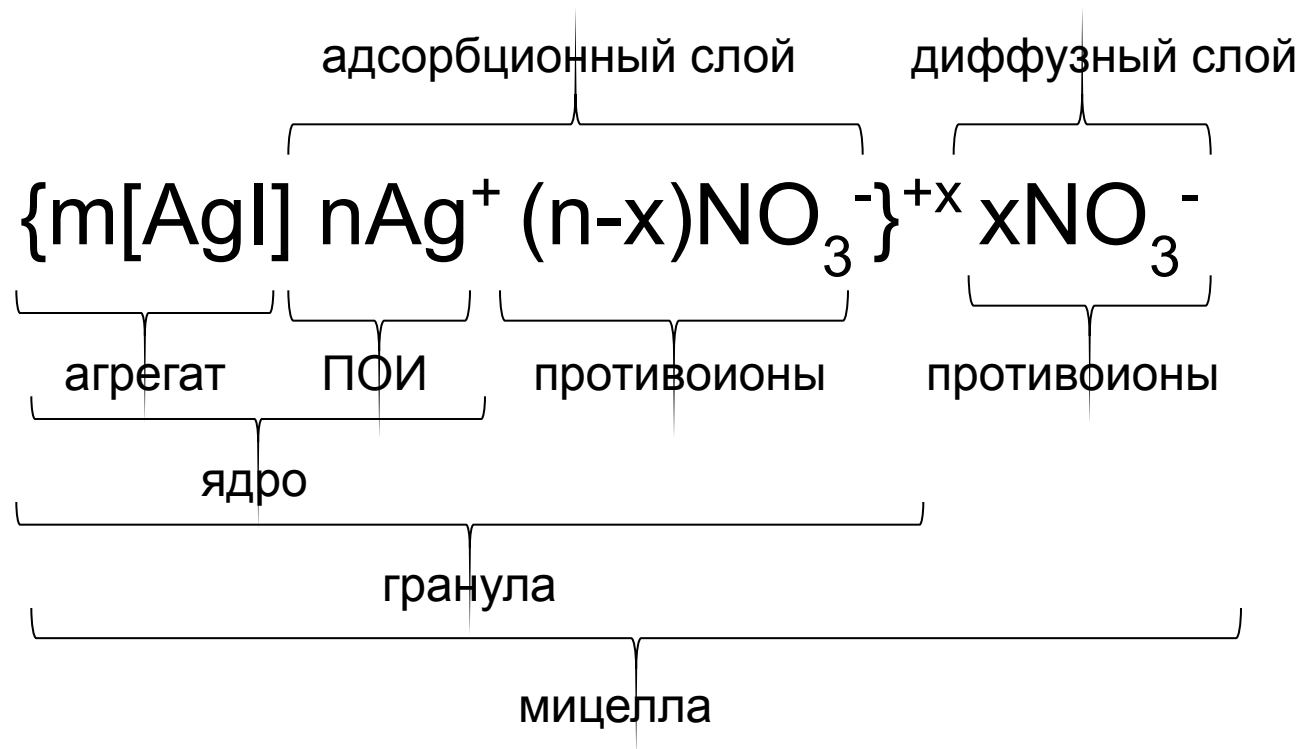 адсорбционный слой диффузный слой
{m[AgI] nAg⁺ (n-x)NO₃⁻}⁺ˣ xNO₃⁻
агрегат ПОИ противоионы противоионы
ядро
гранула
мицелла